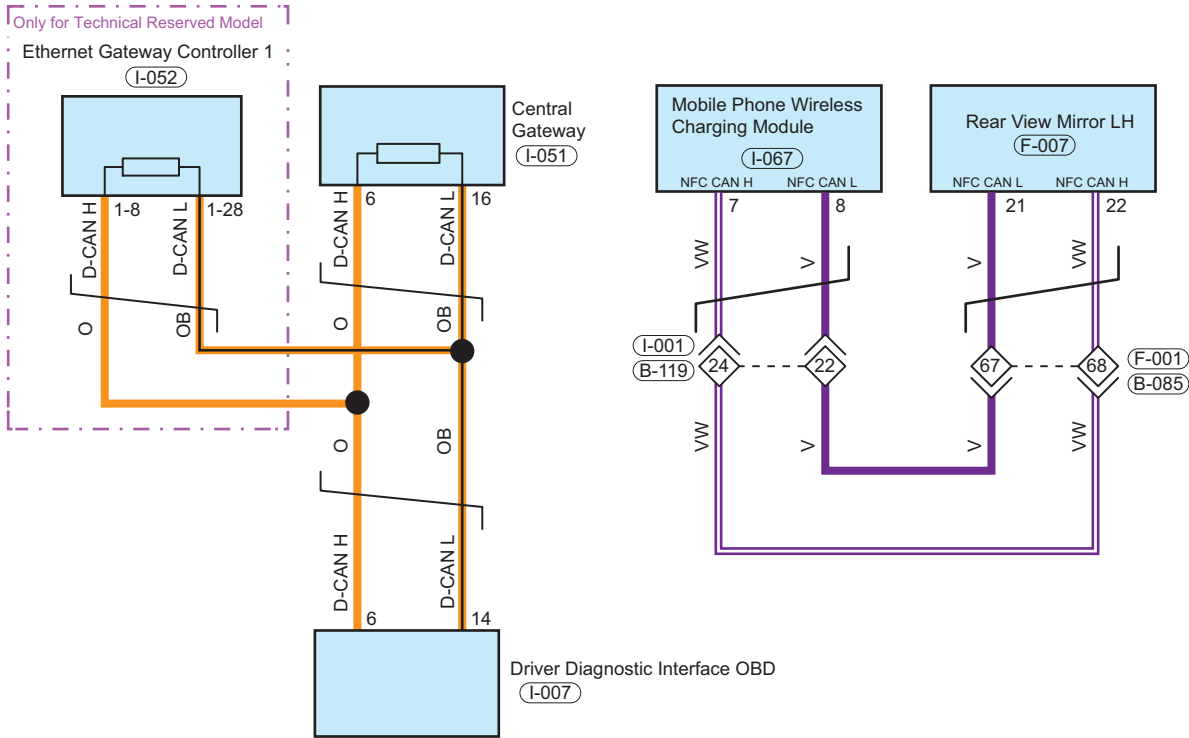 Only for Technical Reserved Model
Ethernet Gateway Controller 1
I-052
D-CAN H
1-8
D-CAN L
1-28
O
OB
Central
Gateway
I-051
D-CAN H
6
D-CAN L
16
O
OB
O
OB
D-CAN H
6
D-CAN L
14
Driver Diagnostic Interface OBD
I-007
Mobile Phone Wireless
Charging Module
I-067
NFC CAN H
NFC CAN L
7
8
VW
V
I-001
B-119
24
22
VW
V
Rear View Mirror LH
F-007
NFC CAN L
NFC CAN H
21
22
V
VW
67
68
F-001
B-085
V
VW